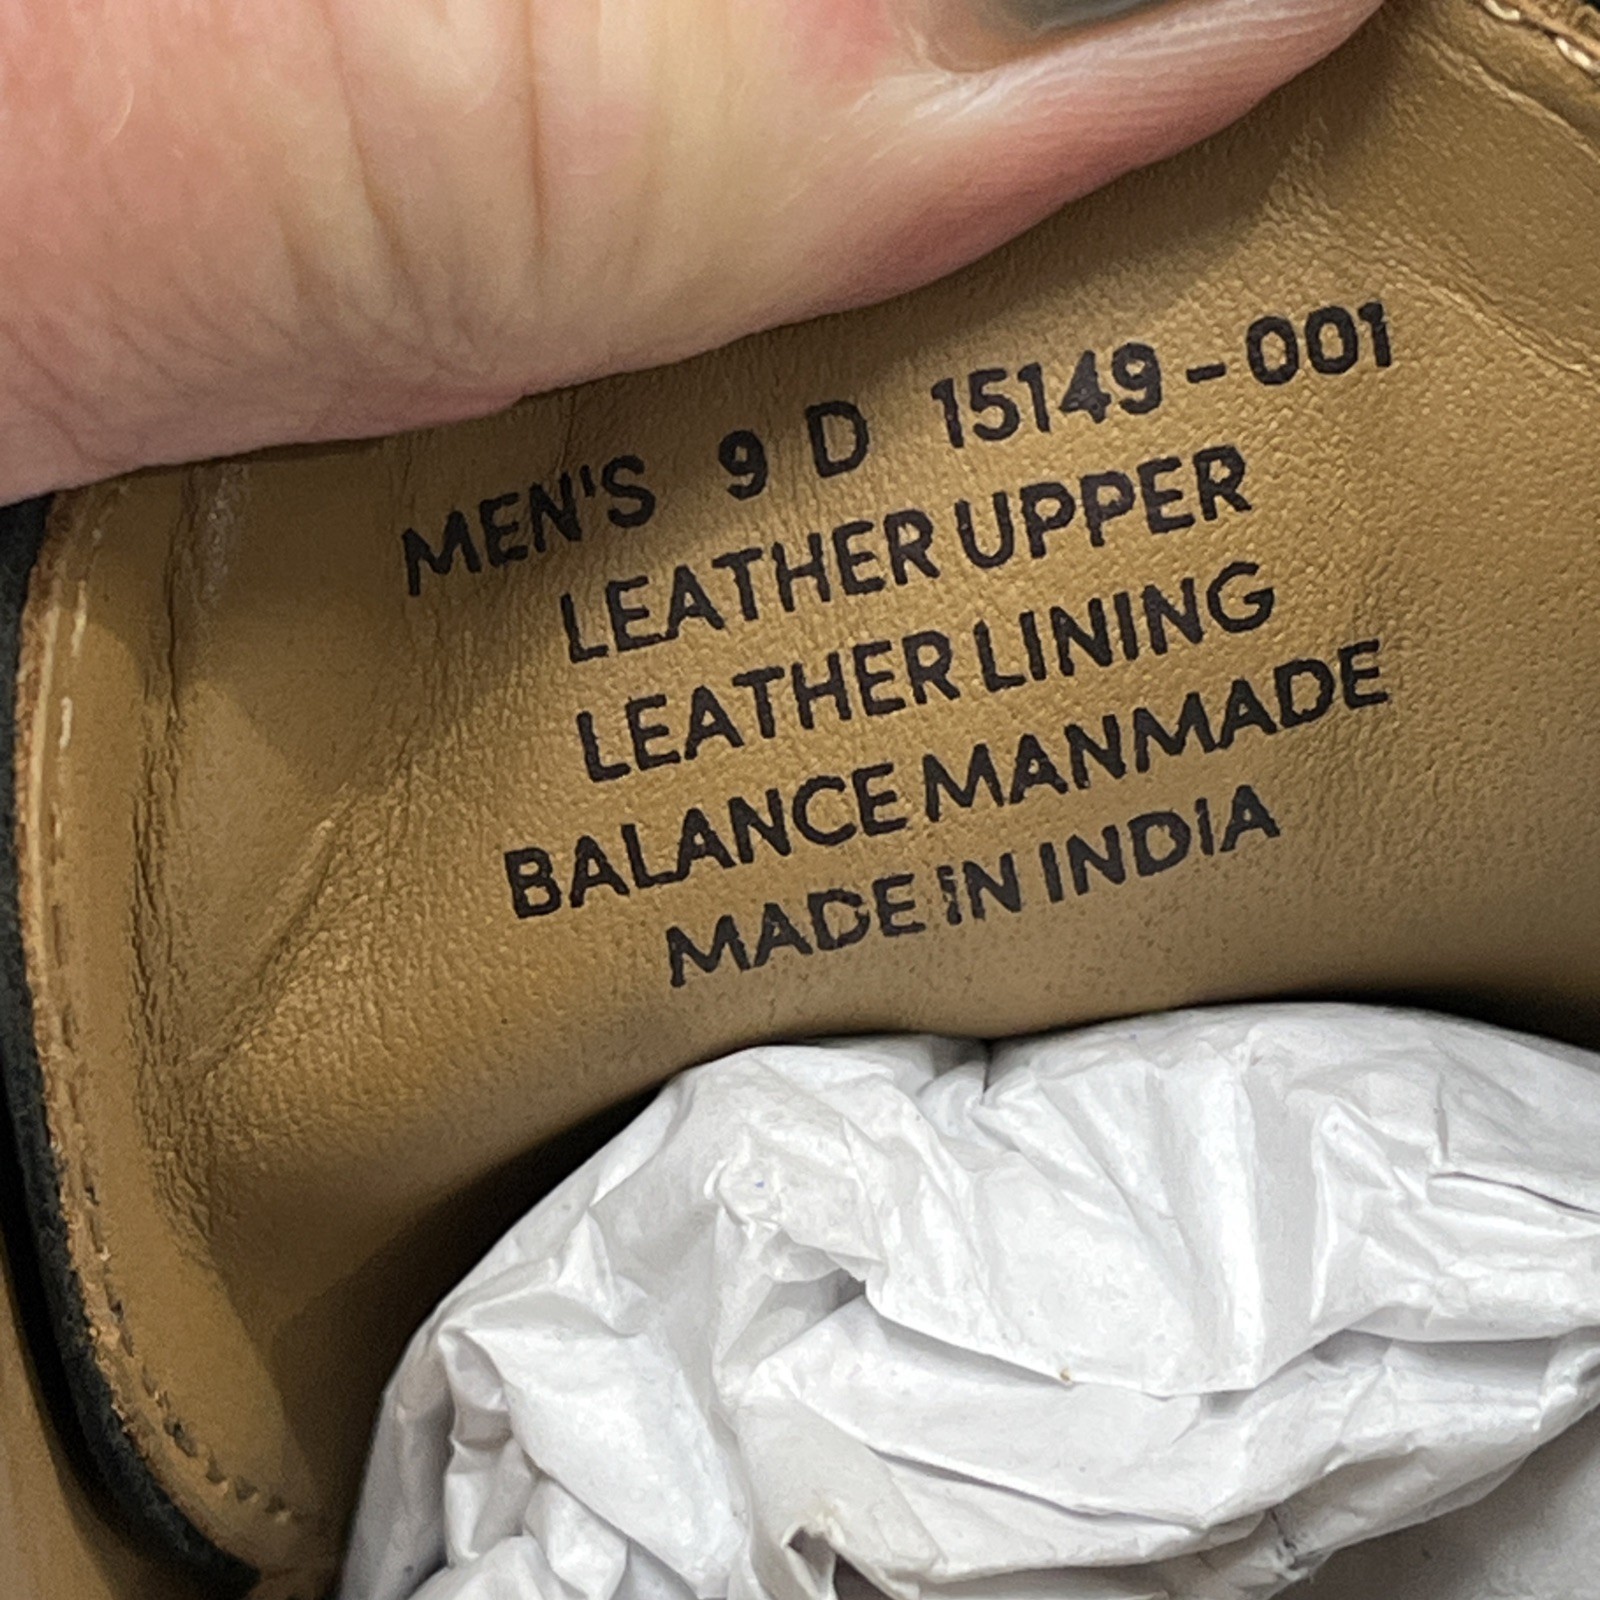 MEN'S 9 D 15149-001
LEATHER UPPER
LEATHER LINING
BALANCE MANMADE
MADE iN INDIA